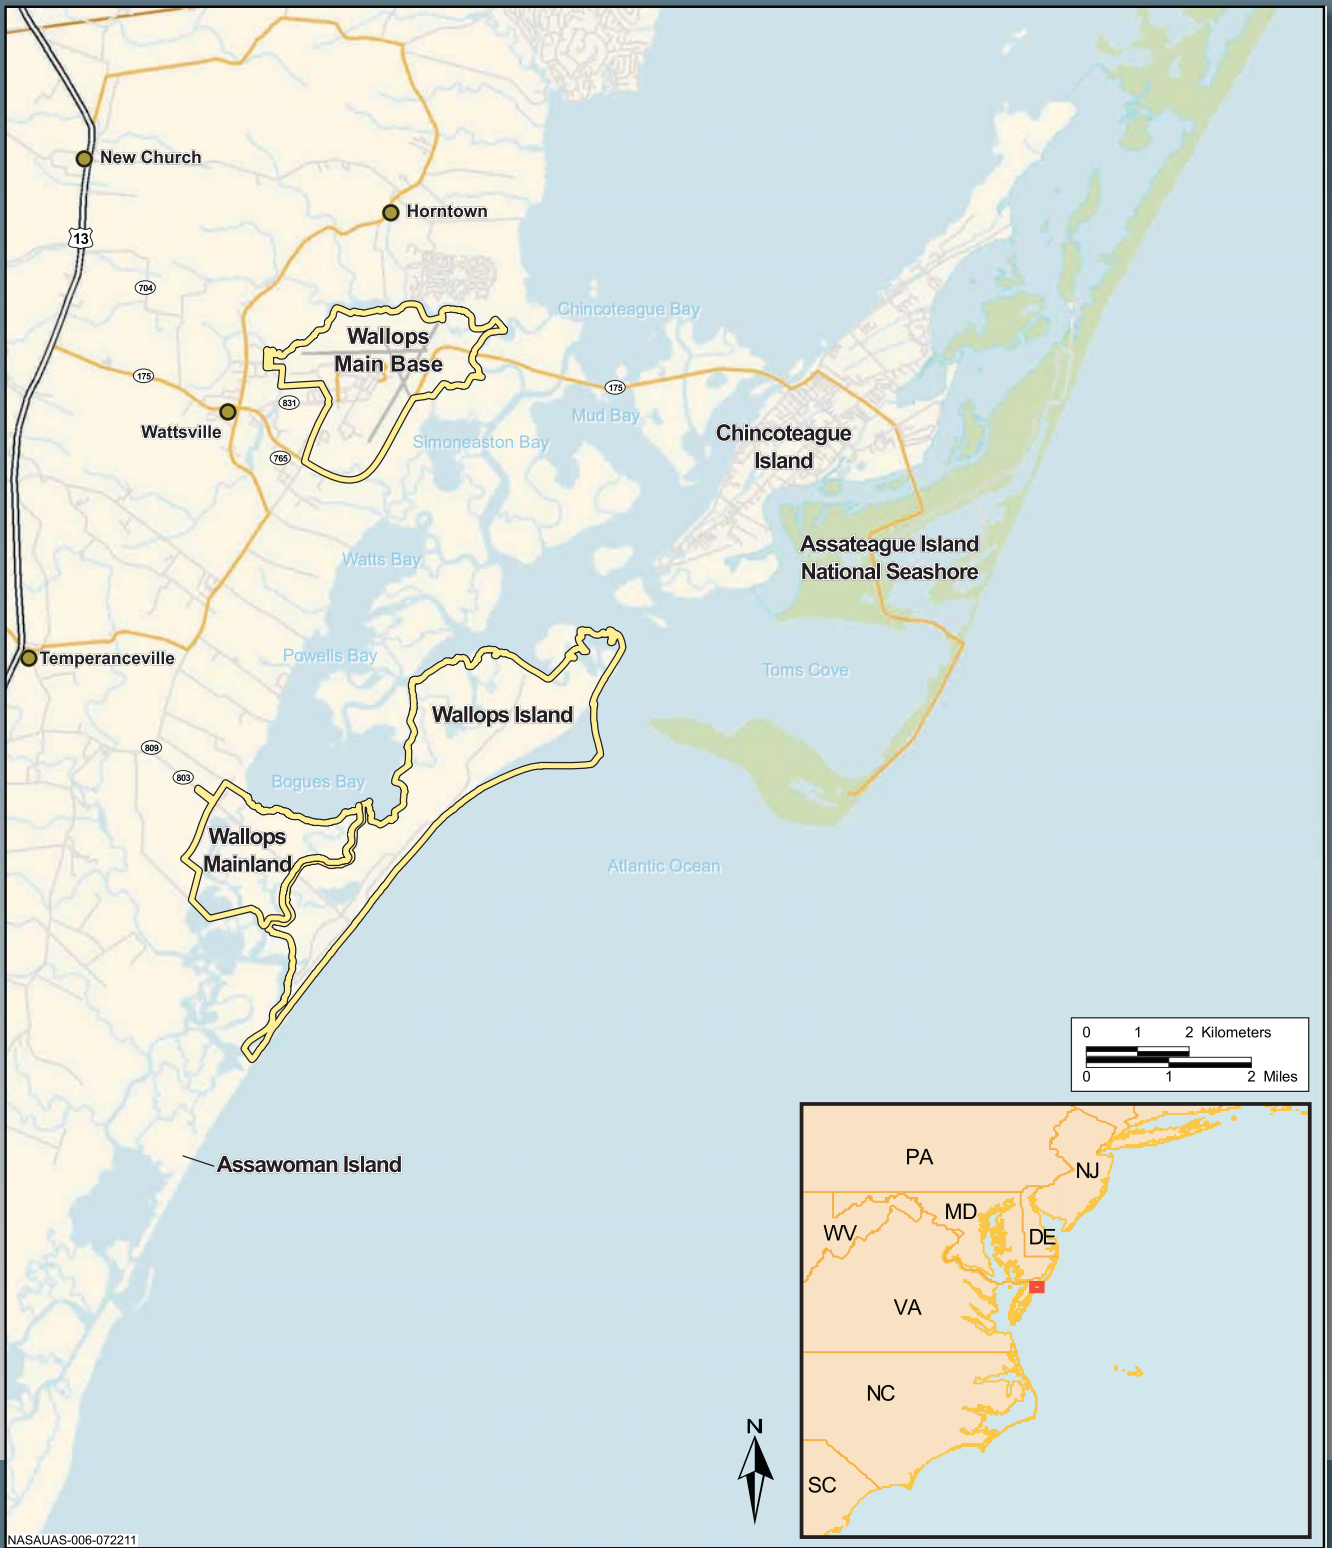 New Church
Horntown
13
704
Chincoteague Bay
Wallops
Main Base
175
175
831
Mud Bay
Wattsville
Simoneaston Bay
Chincoteague
Island
765
Watts Bay
Assateague Island
National Seashore
Powells Bay
Temperanceville
Toms Cove
Wallops Island
809
803
Bogues Bay
Wallops
Mainland
Atlantic Ocean
0 1 2 Kilometers
0 1 2 Miles
Assawoman Island
PA
NJ
MD
WV
DE
VA
NC
SC
N
NASAUAS-006-072211